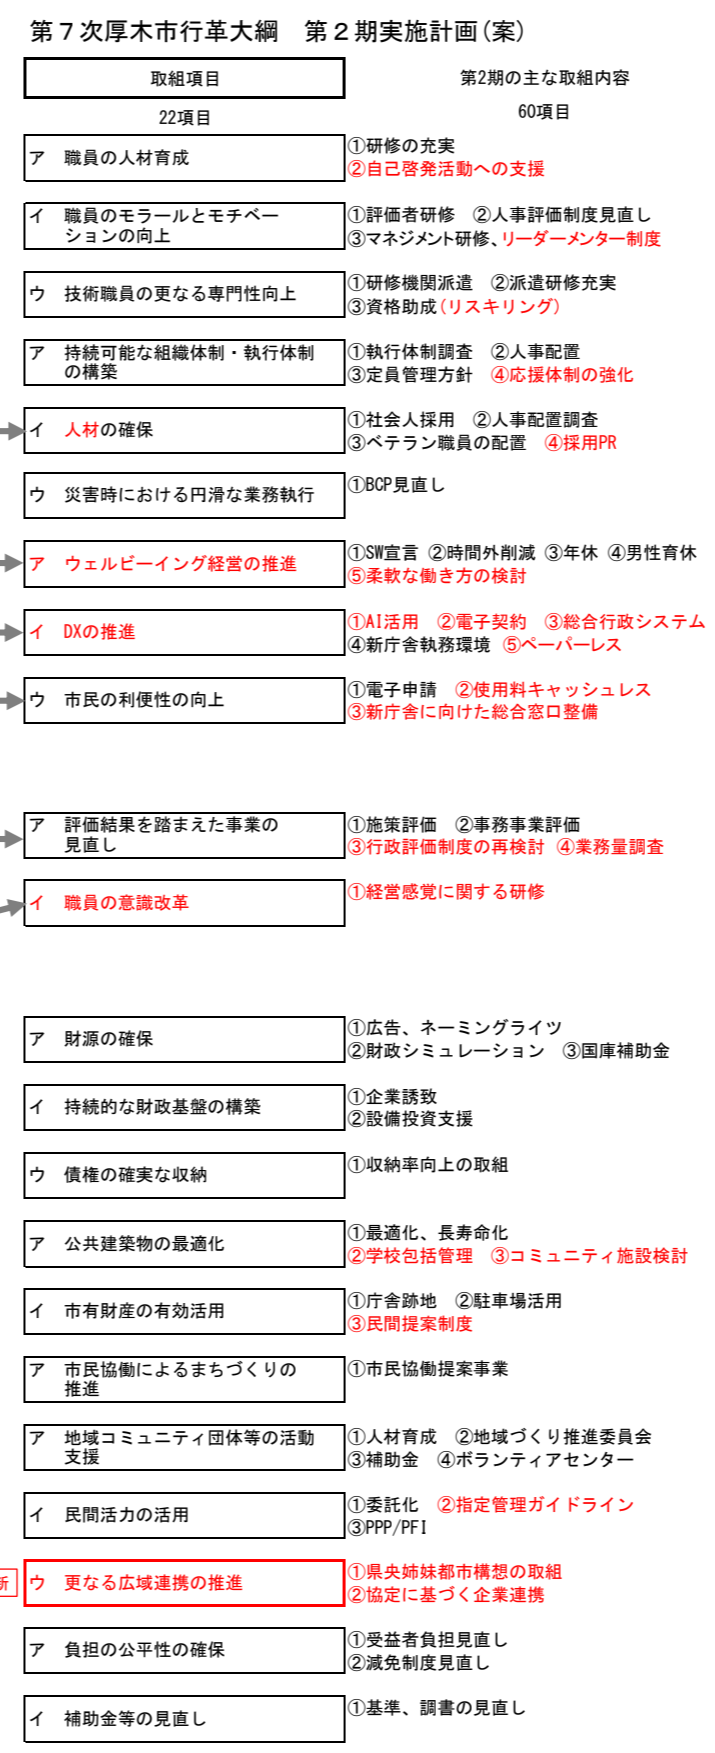 第７次厚木市行革大綱　第２期実施計画(案)
取組項目
第2期の主な取組内容
22項目
60項目
ア　職員の人材育成
①研修の充実
②自己啓発活動への支援
イ　職員のモラールとモチベー
ションの向上
①評価者研修　②人事評価制度見直し
③マネジメント研修、リーダーメンター制度
ウ　技術職員の更なる専門性向上
①研修機関派遣　②派遣研修充実
③資格助成(リスキリング)
ア　持続可能な組織体制・執行体制
の構築
①執行体制調査　②人事配置
③定員管理方針　④応援体制の強化
イ　人材の確保
①社会人採用　②人事配置調査
③ベテラン職員の配置　④採用PR
ウ　災害時における円滑な業務執行
①BCP見直し
ア　ウェルビーイング経営の推進
①SW宣言 ②時間外削減 ③年休 ④男性育休
⑤柔軟な働き方の検討
イ　DXの推進
①AI活用　②電子契約　③総合行政システム
④新庁舎執務環境 ⑤ペーパーレス
ウ　市民の利便性の向上
①電子申請　②使用料キャッシュレス
③新庁舎に向けた総合窓口整備
ア　評価結果を踏まえた事業の
見直し
①施策評価　②事務事業評価
③行政評価制度の再検討 ④業務量調査
イ　職員の意識改革
①経営感覚に関する研修
ア　財源の確保
①広告、ネーミングライツ
②財政シミュレーション　③国庫補助金
イ　持続的な財政基盤の構築
①企業誘致
②設備投資支援
ウ　債権の確実な収納
①収納率向上の取組
ア　公共建築物の最適化
①最適化、長寿命化
②学校包括管理　③コミュニティ施設検討
イ　市有財産の有効活用
①庁舎跡地　②駐車場活用
③民間提案制度
ア　市民協働によるまちづくりの
推進
①市民協働提案事業
ア　地域コミュニティ団体等の活動
支援
①人材育成　②地域づくり推進委員会
③補助金　④ボランティアセンター
イ　民間活力の活用
①委託化　②指定管理ガイドライン
③PPP/PFI
ウ　更なる広域連携の推進
①県央姉妹都市構想の取組
②協定に基づく企業連携
ア　負担の公平性の確保
①受益者負担見直し
②減免制度見直し
イ　補助金等の見直し
①基準、調書の見直し